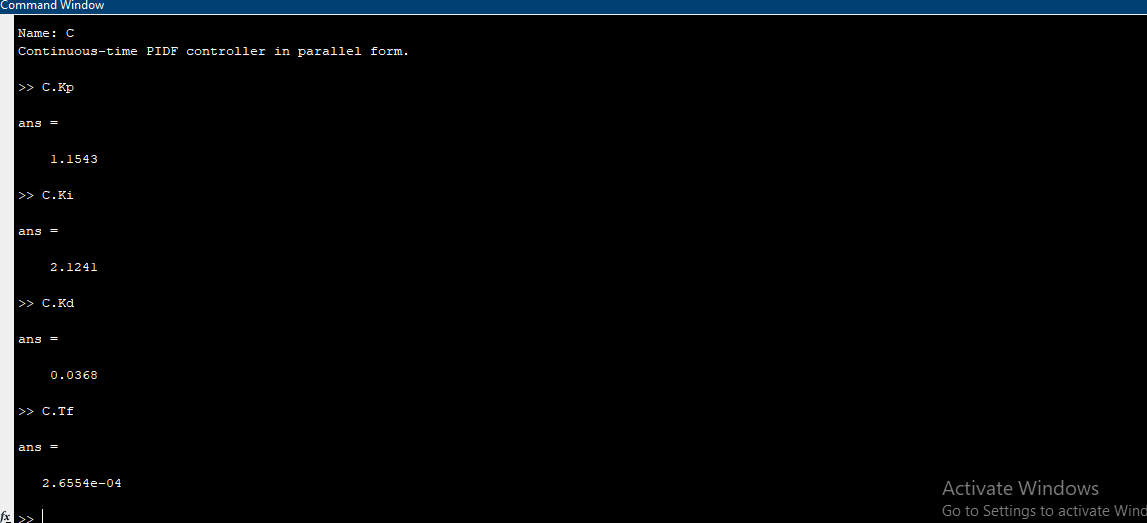 Command Window
Name: C
Continuous-time PIDF controller in parallel form.
>> C.Kp
ans =
1.1543
>> C.Ki
ans =
2.1241
>> C.Kd
ans =
0.0368
>> C.Tf
ans =
2.6554e-04
Activate Windows
Go to Settings to activate Wind
fx >>